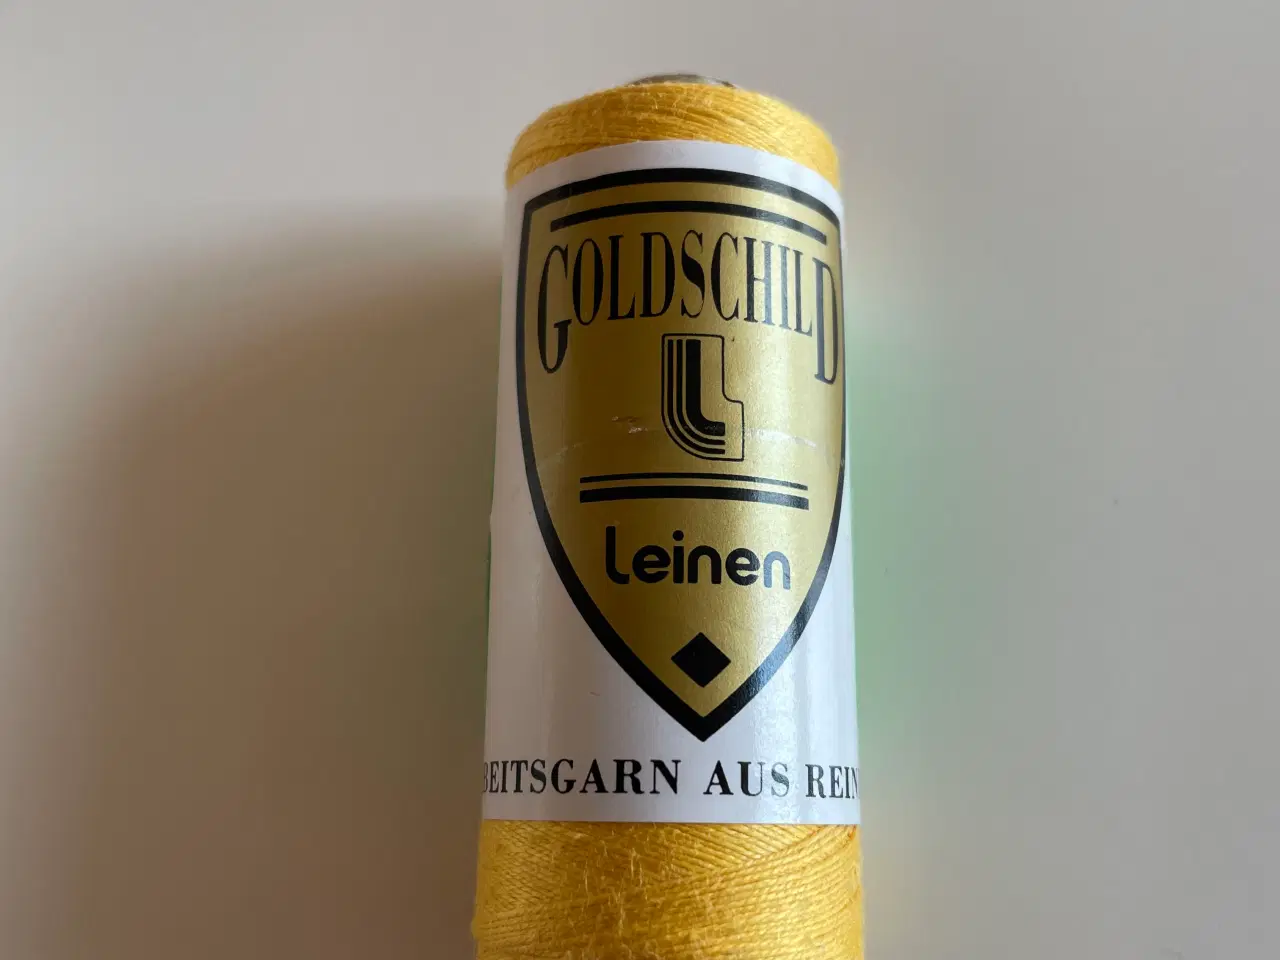 GOLDSCHILD
L
Leinen
BEITSGARN AUS REIN